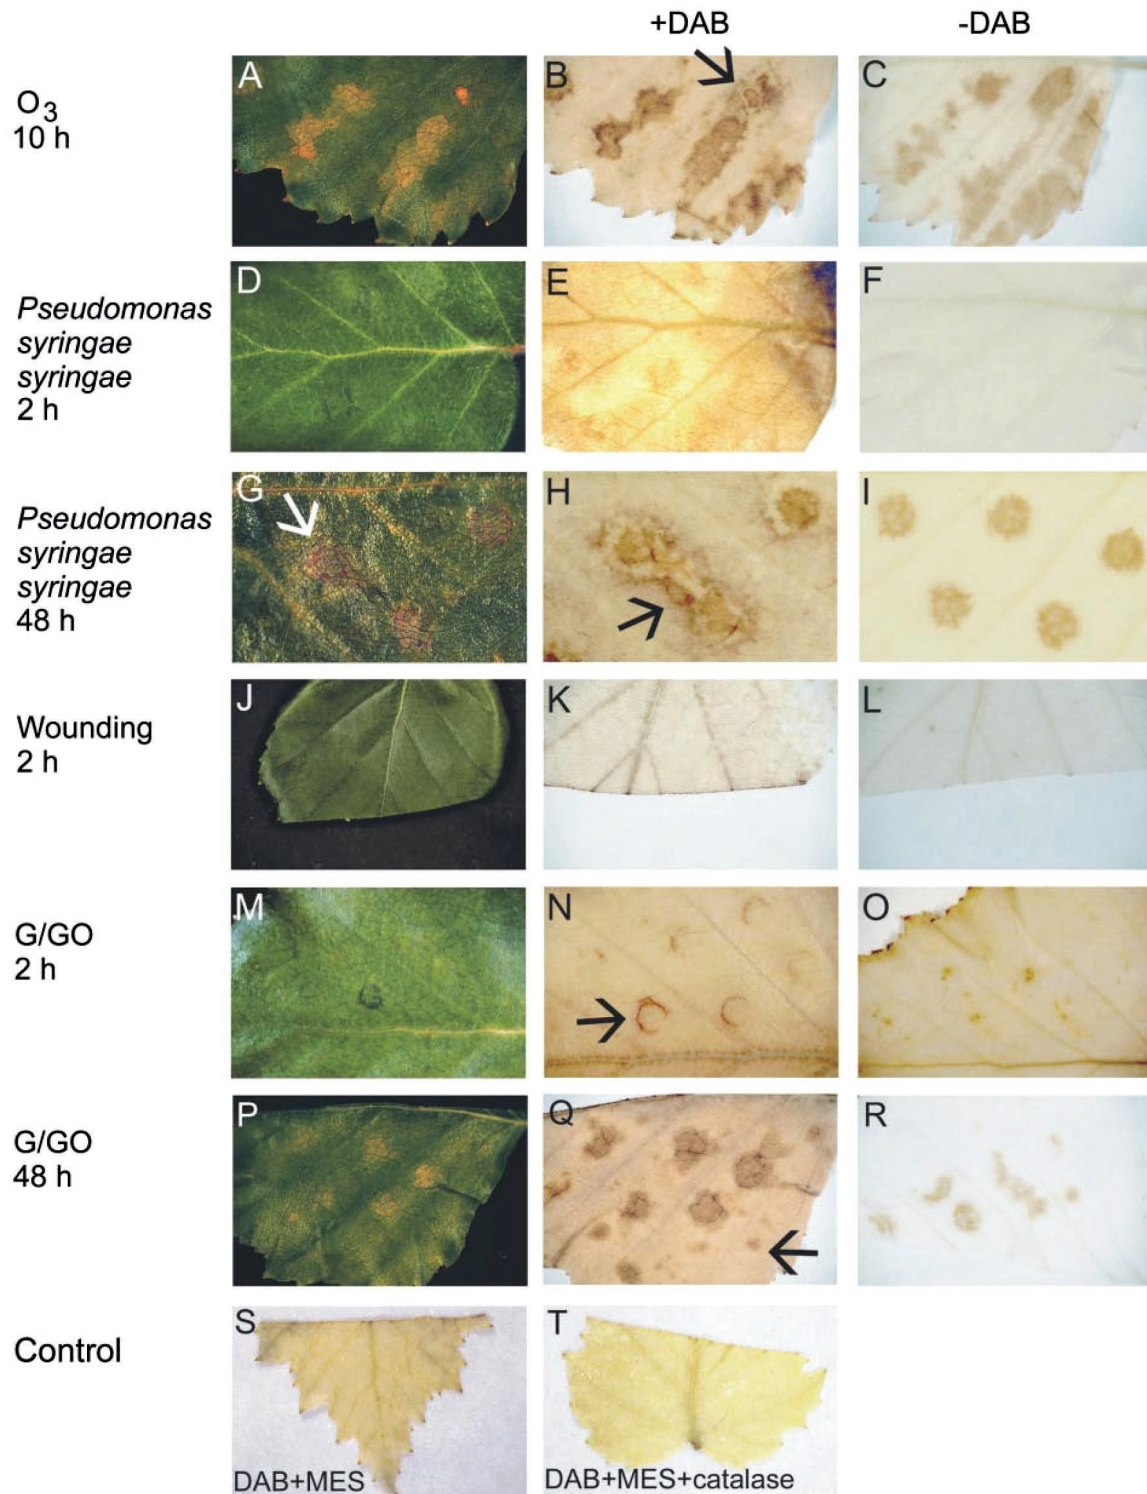 +DAB -DAB
O3
10 h
A B C
Pseudomonas
syringae
syringae
2 h
D E F
Pseudomonas
syringae
syringae
48 h
G H I
Wounding
2 h
J K L
G/GO
2 h
M N O
G/GO
48 h
P Q R
Control
S T
DAB+MES DAB+MES+catalase